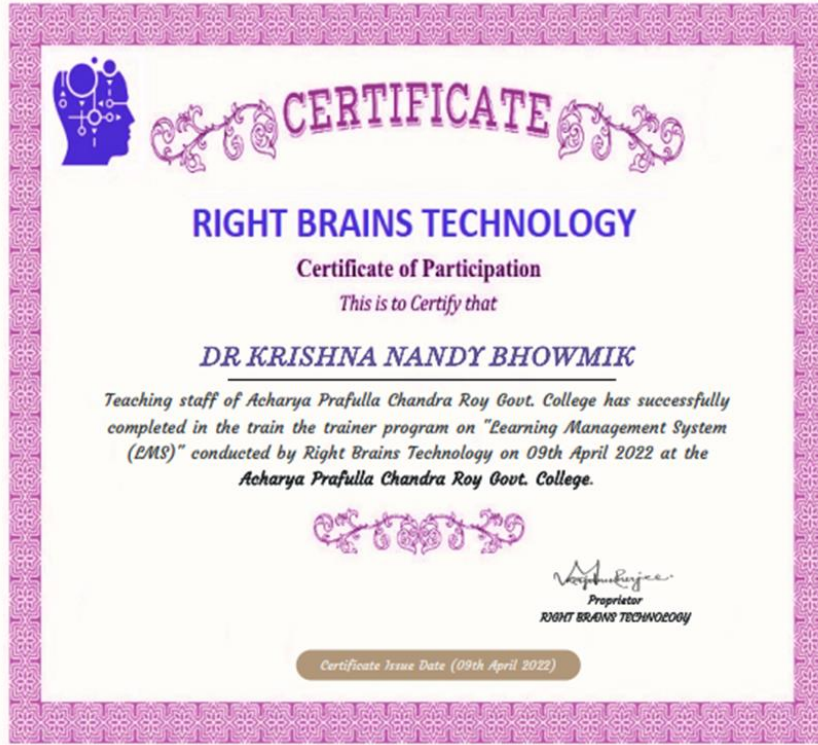 CERTIFICATE
RIGHT BRAINS TECHNOLOGY
Certificate of Participation
This is to Certify that
DR KRISHNA NANDY BHOWMIK
Teaching staff of Acharya Prafulla Chandra Roy Govt. College has successfully
completed in the train the trainer program on "Learning Management System
(LMS)" conducted by Right Brains Technology on 09th April 2022 at the
Acharya Prafulla Chandra Roy Govt. College.
Proprietor
RIGHT BRAINS TECHNOLOGY
Certificate Issue Date (09th April 2022)